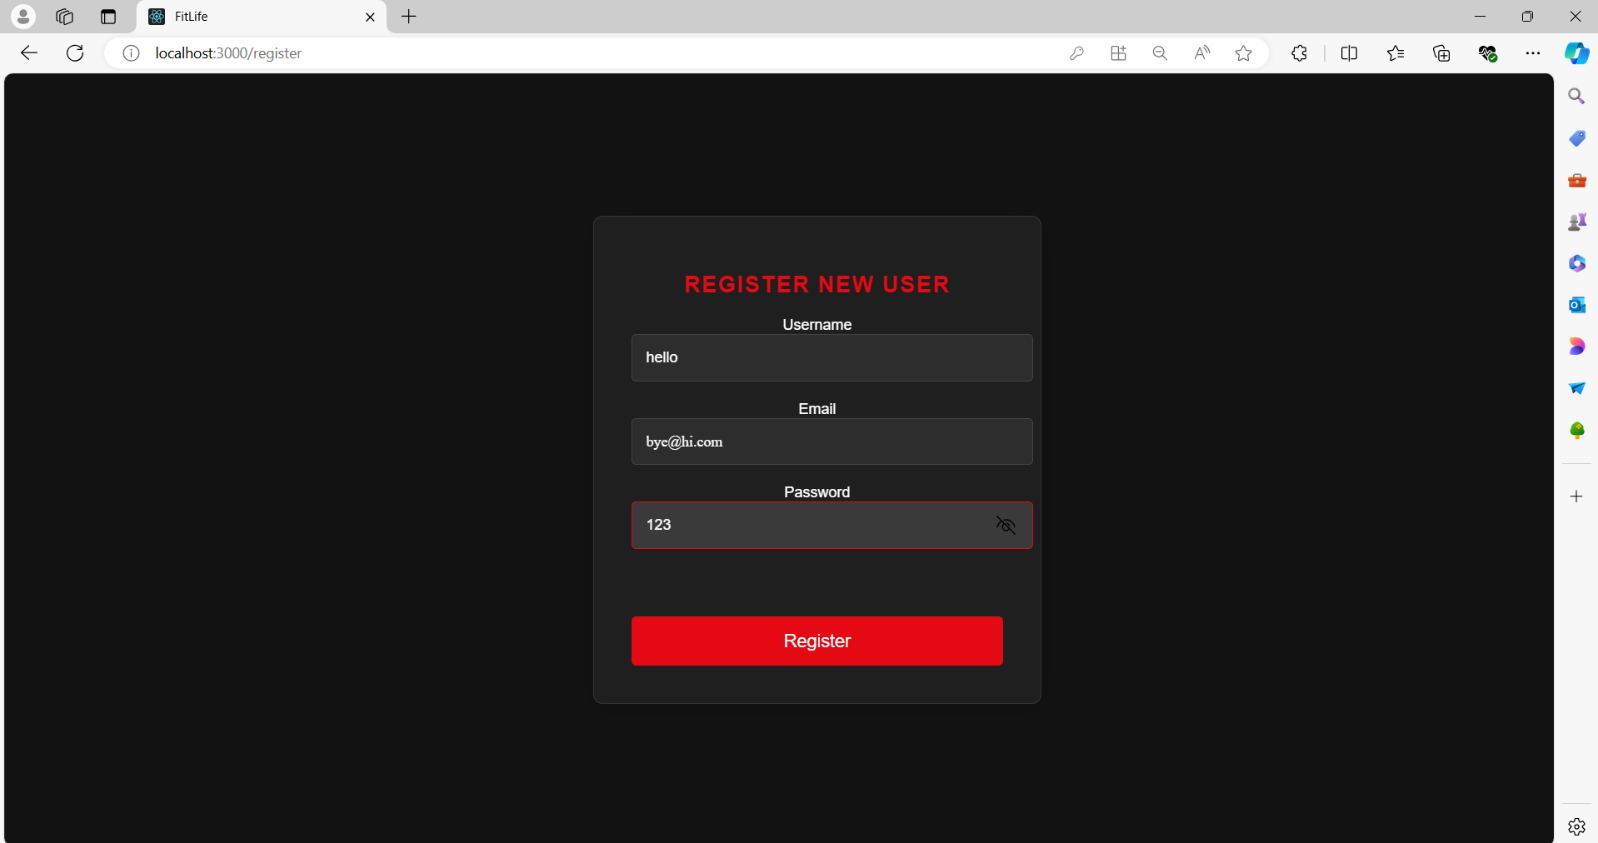 FitLife
localhost:3000/register
REGISTER NEW USER
Username
hello
Email
bye@hi.com
Password
123
Register